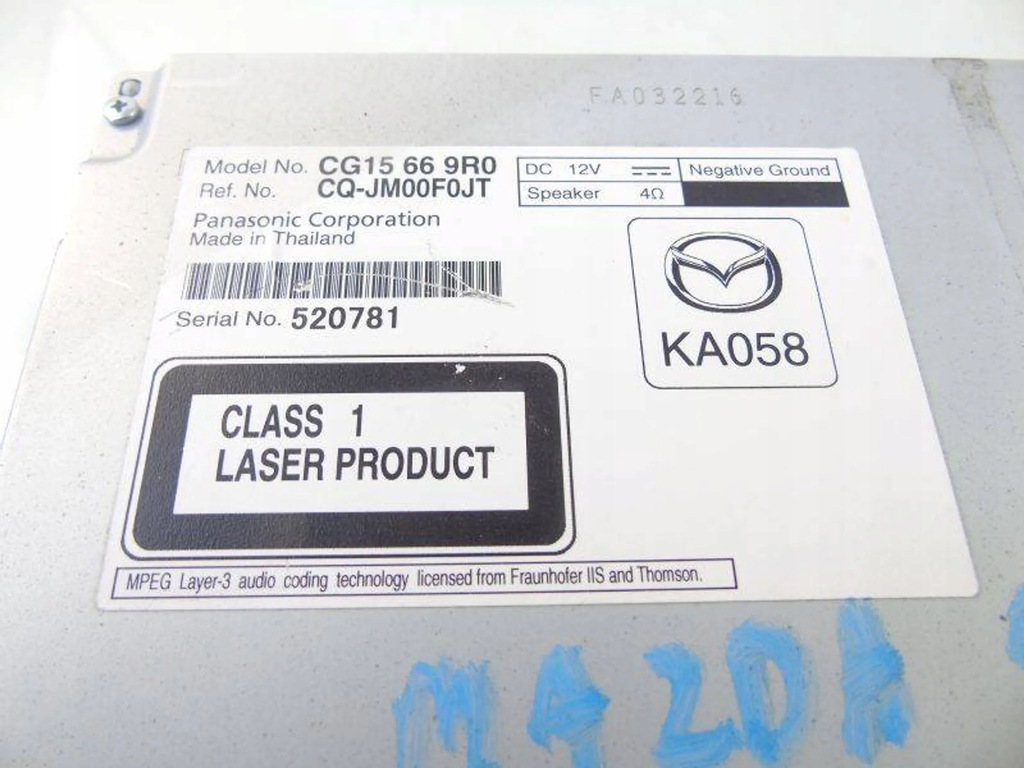 FA032216
Model No. CG15 66 9R0
Ref. No. CQ-JM00F0JT
DC 12V
Negative Ground
Speaker 4Ω
Panasonic Corporation
Made in Thailand
Serial No. 520781
KA058
CLASS 1
LASER PRODUCT
MPEG Layer-3 audio coding technology licensed from Fraunhofer IIS and Thomson.
MAZDA